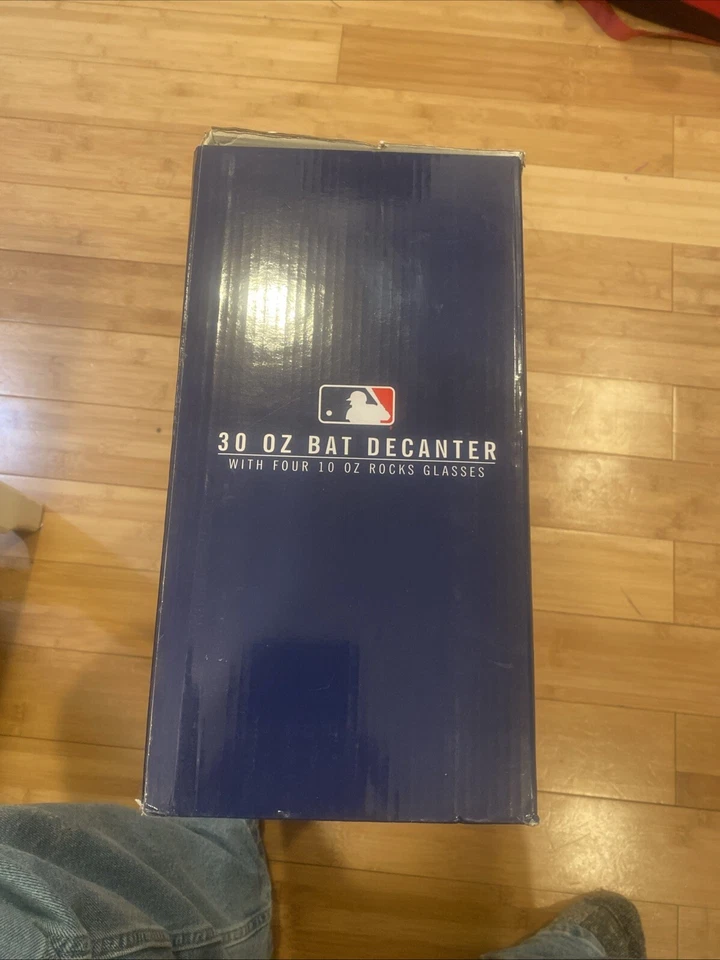 30 OZ BAT DECANTER
WITH FOUR 10 OZ ROCKS GLASSES